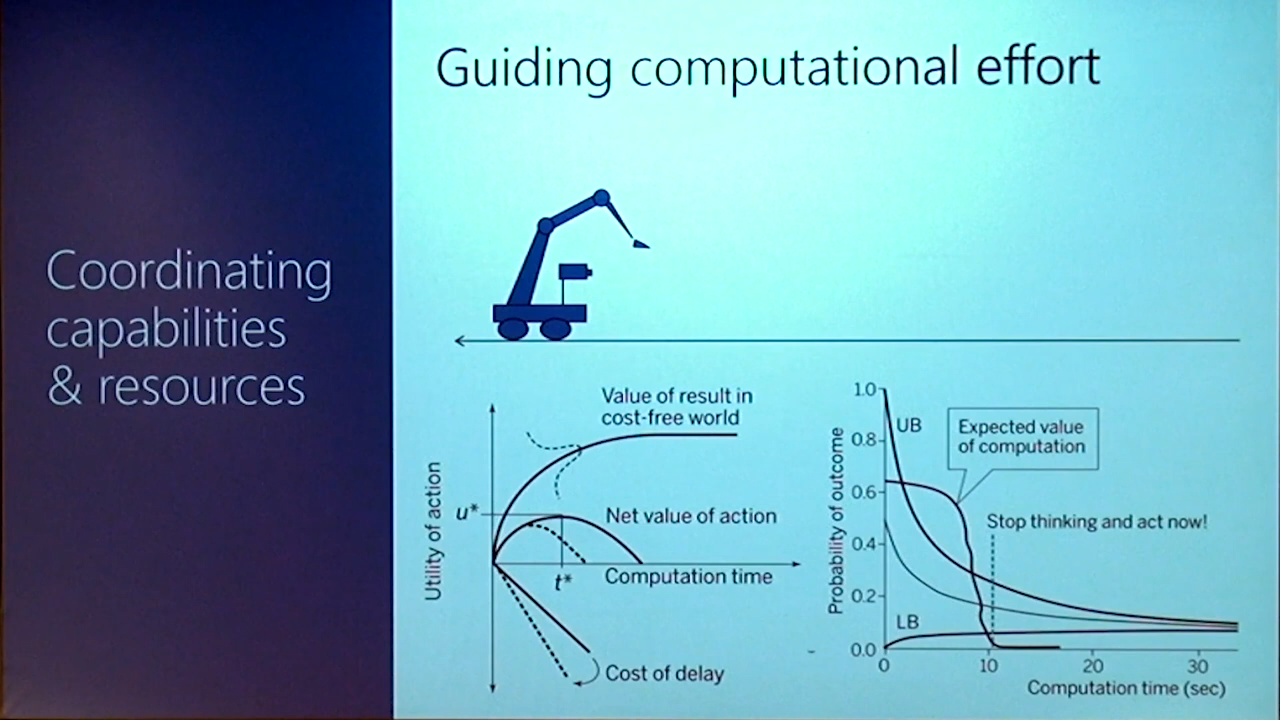 Guiding computational effort
Coordinating
capabilities
& resources
Value of result in
cost-free world
Utility of action
u*
Net value of action
t*
Computation time
Cost of delay
Probability of outcome
1.0
0.8
0.6
0.4
0.2
0.0
UB
Expected value
of computation
Stop thinking and act now!
LB
0
10
20
30
Computation time (sec)